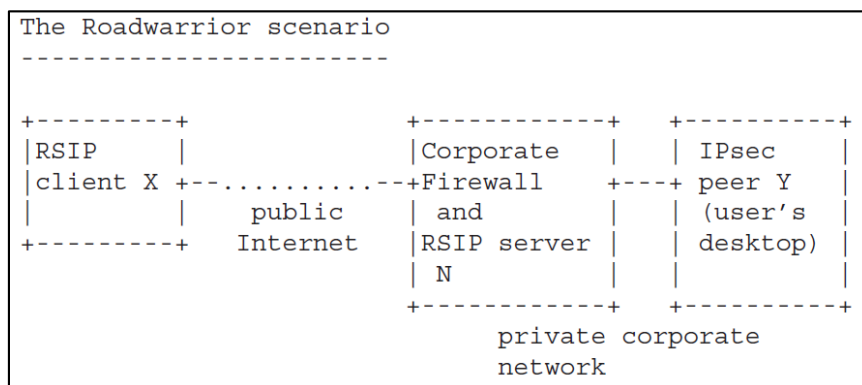 The Roadwarrior scenario
------------------------
+---------+              +------------+   +----------+
|RSIP     |              |Corporate   |   | IPsec    |
|client X +--..........--+Firewall    +---+ peer Y   |
|         |    public    | and        |   | (user's  |
+---------+   Internet   |RSIP server |   | desktop) |
                         | N          |   |          |
                         +------------+   +----------+
                               private corporate
                               network